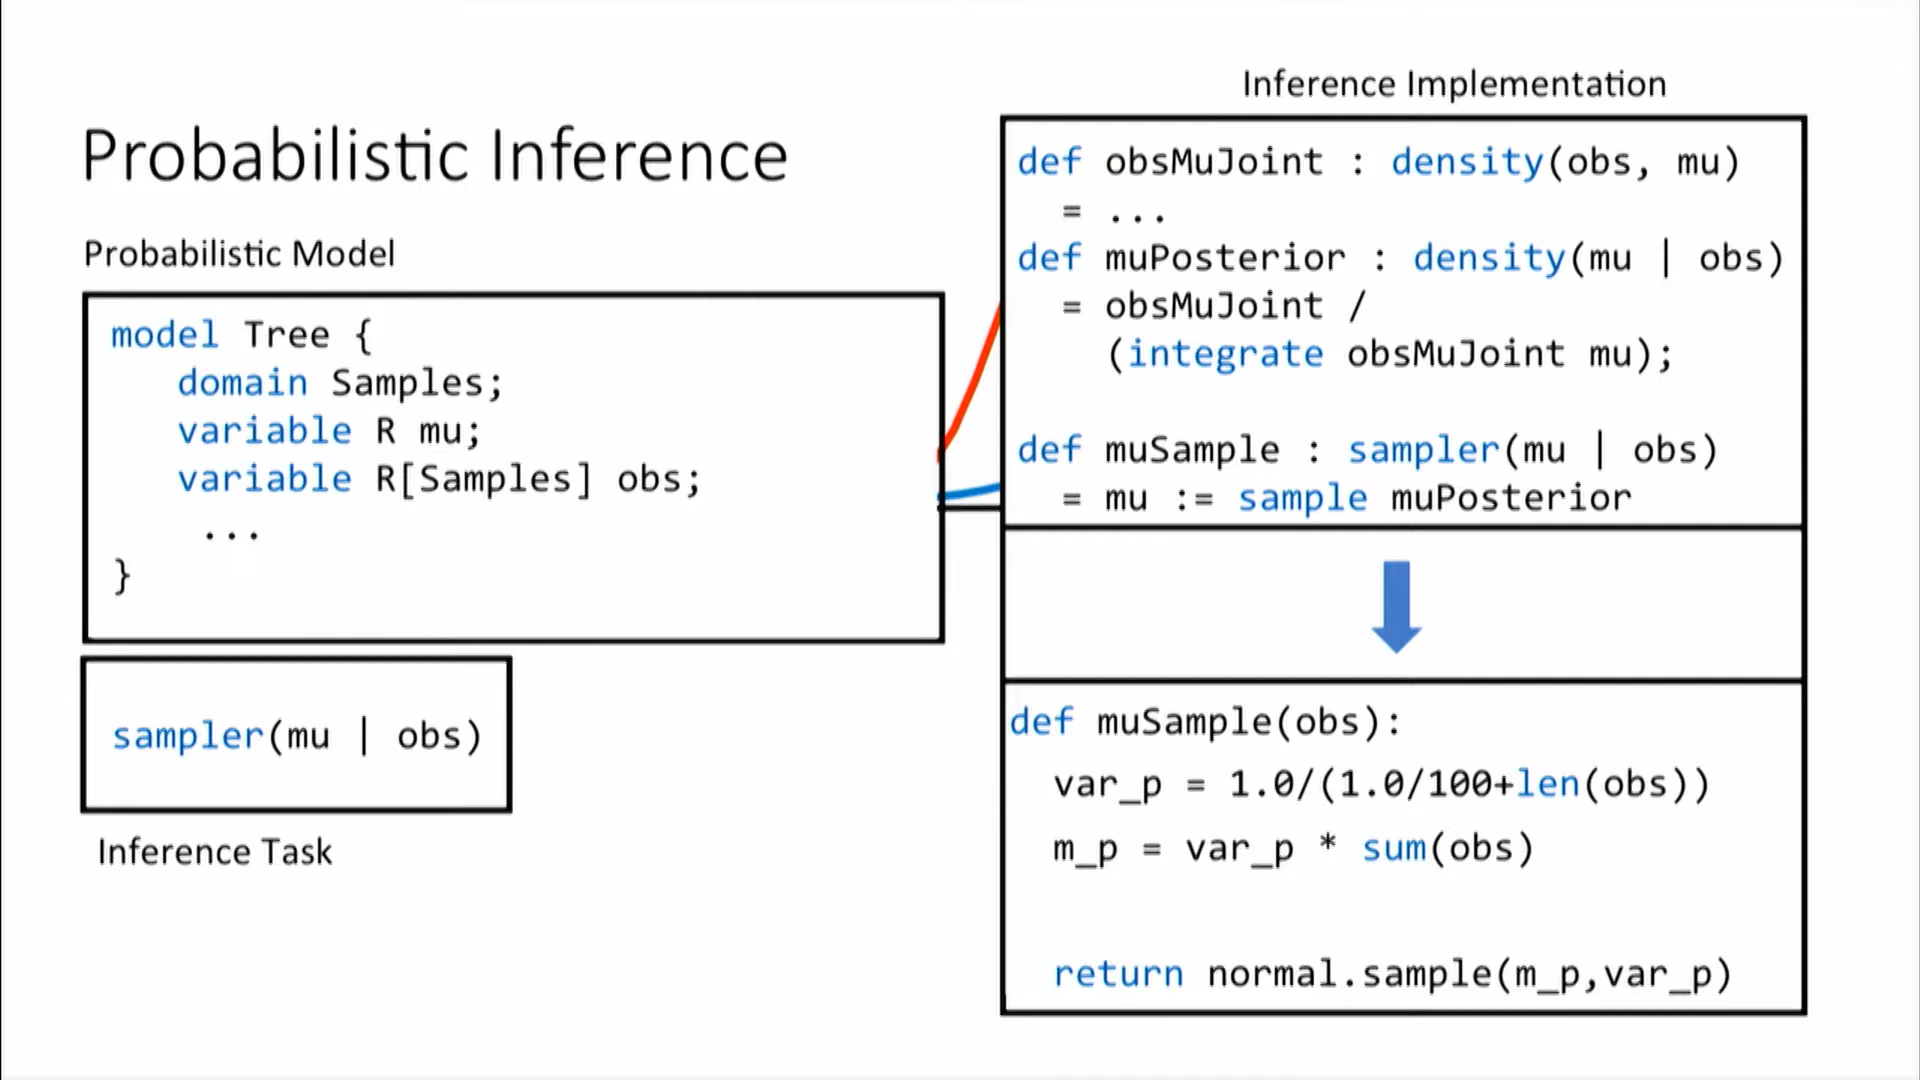 Probabilistic Inference
Probabilistic Model
model Tree {
domain Samples;
variable R mu;
variable R[Samples] obs;
...
}
sampler(mu | obs)
Inference Task
Inference Implementation
def obsMuJoint : density(obs, mu)
= ...
def muPosterior : density(mu | obs)
= obsMuJoint /
(integrate obsMuJoint mu);
def muSample : sampler(mu | obs)
= mu := sample muPosterior
def muSample(obs):
var_p = 1.0/(1.0/100+len(obs))
m_p = var_p * sum(obs)
return normal.sample(m_p,var_p)